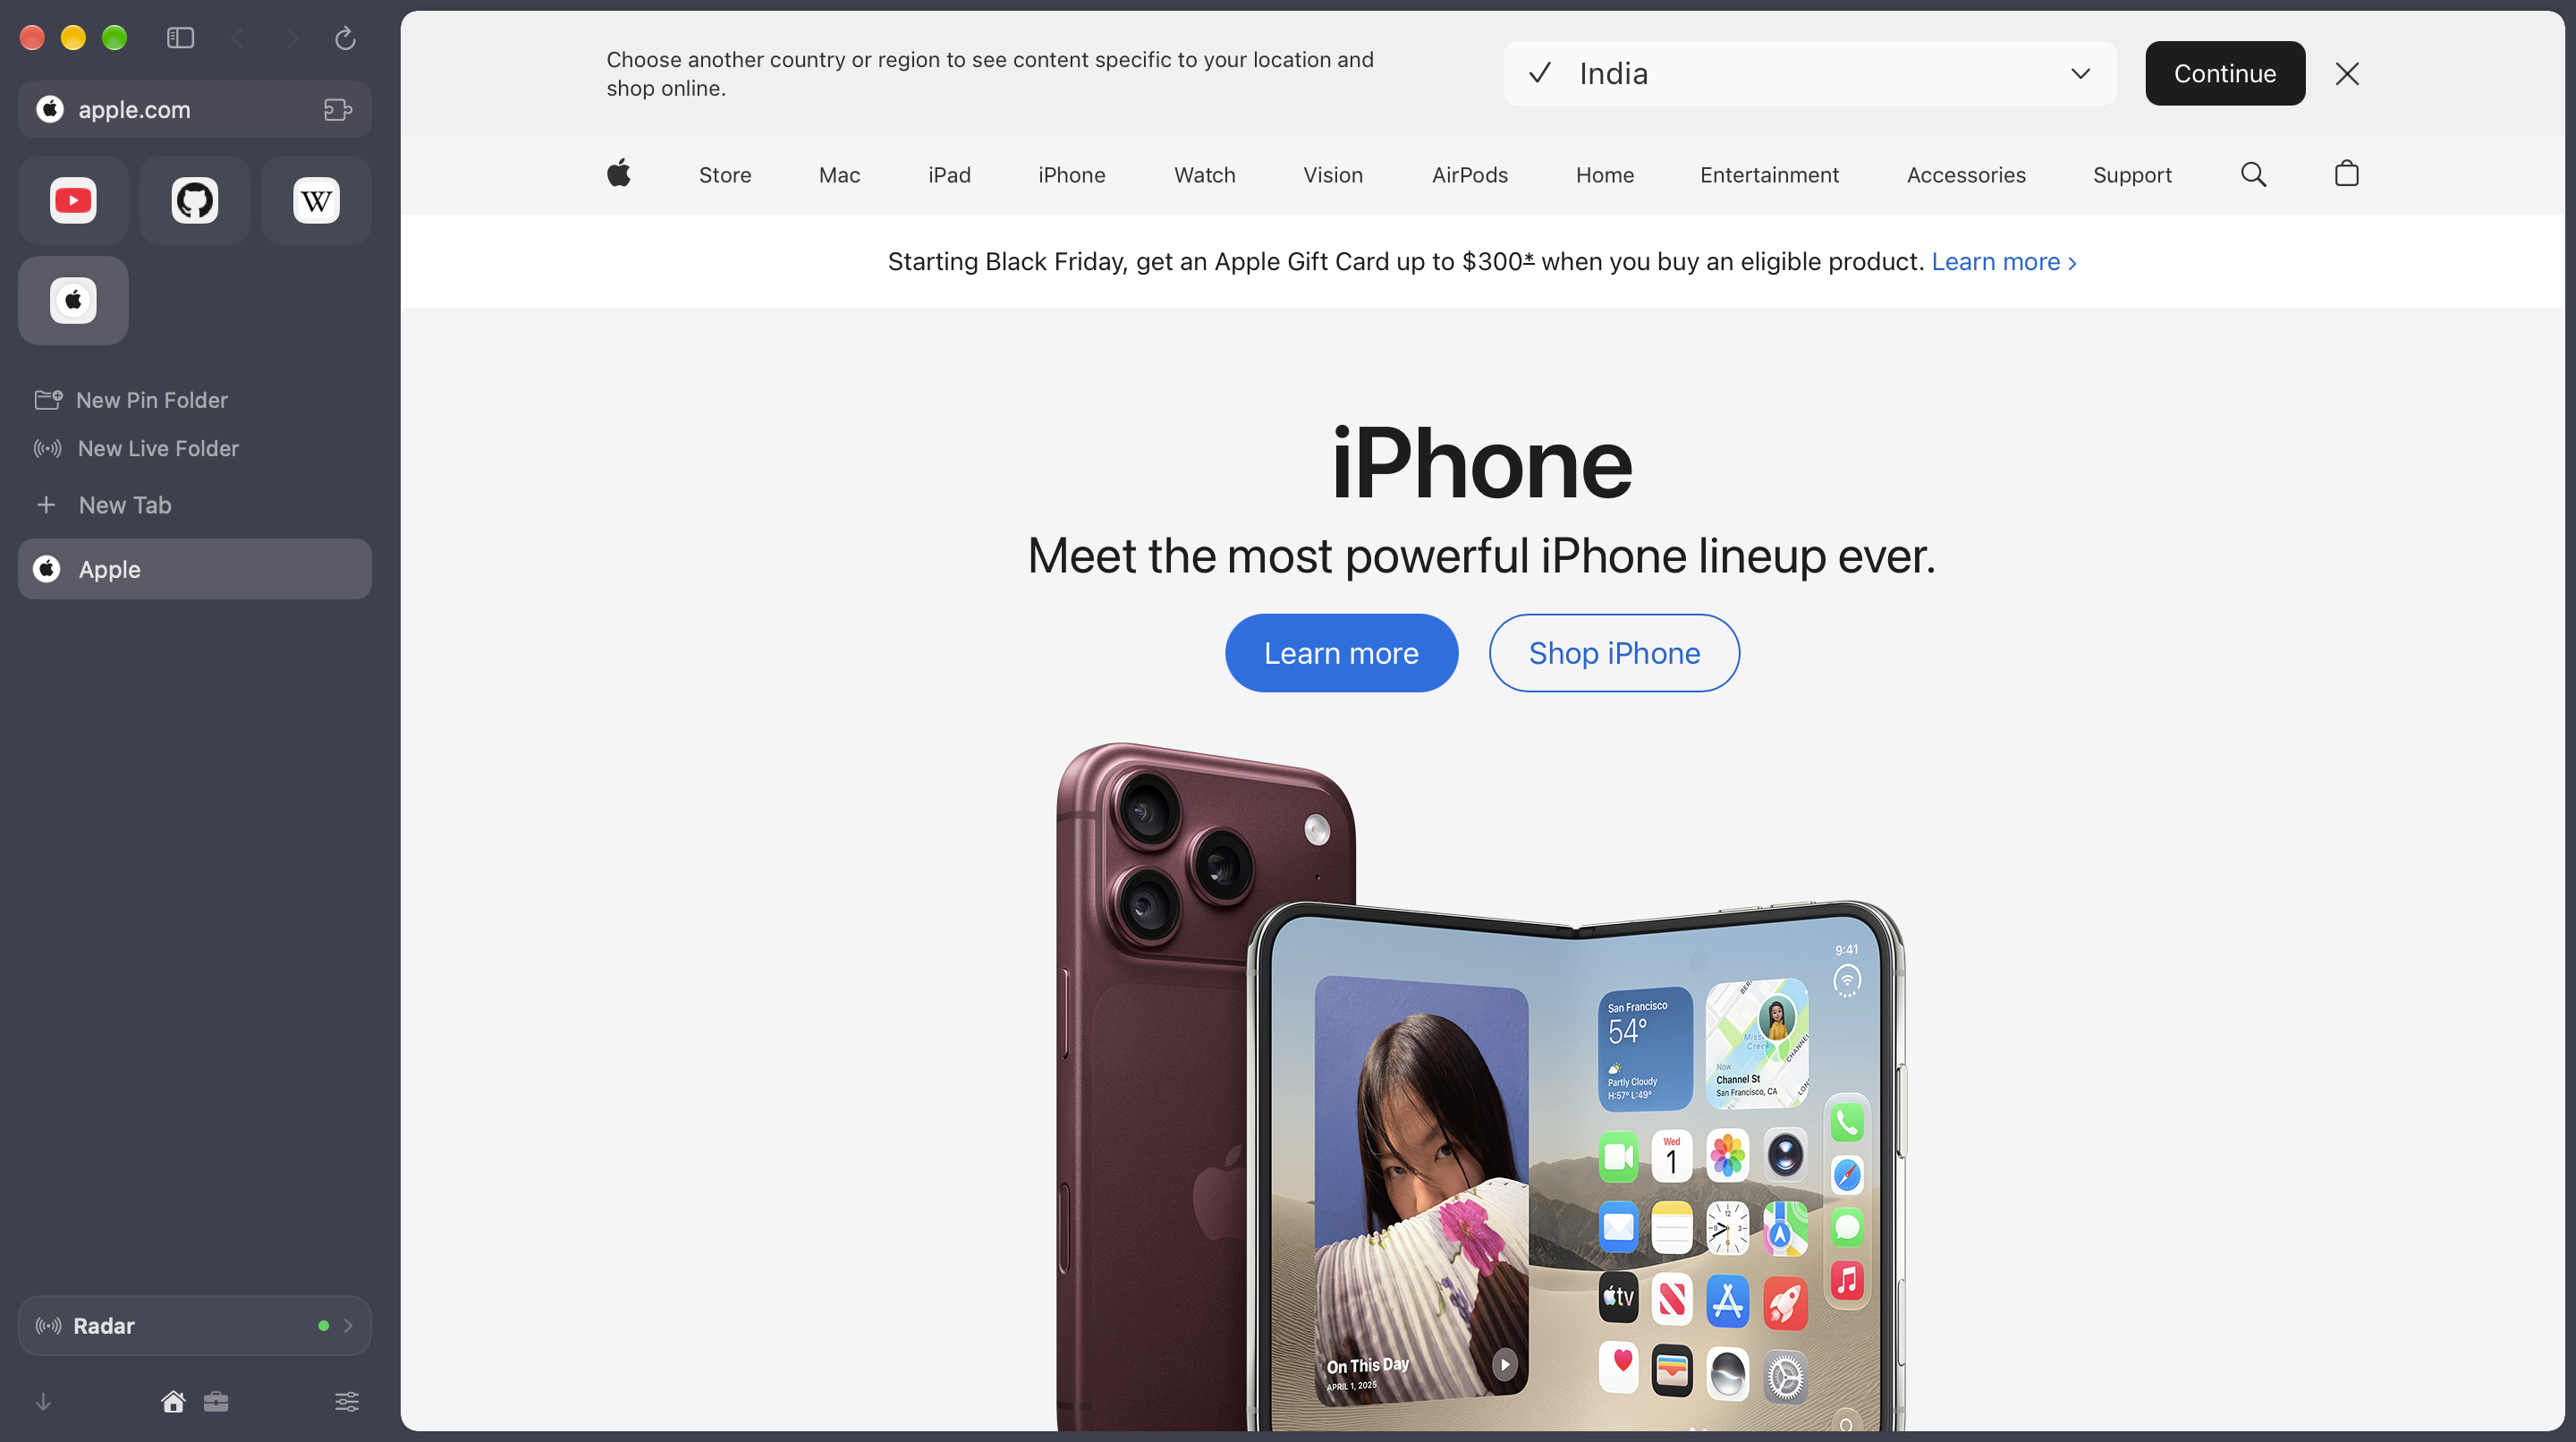 apple.com
New Pin Folder
New Live Folder
New Tab
Apple
Radar
Choose another country or region to see content specific to your location and
shop online.
India
Continue
Store Mac iPad iPhone Watch Vision AirPods Home Entertainment Accessories Support
Starting Black Friday, get an Apple Gift Card up to $300* when you buy an eligible product. Learn more >
iPhone
Meet the most powerful iPhone lineup ever.
Learn more
Shop iPhone
9:41
San Francisco
54°
Partly Cloudy
H:57° L:49°
Now
Channel St
San Francisco, CA
Wed
1
tv
On This Day
APRIL 1, 2025